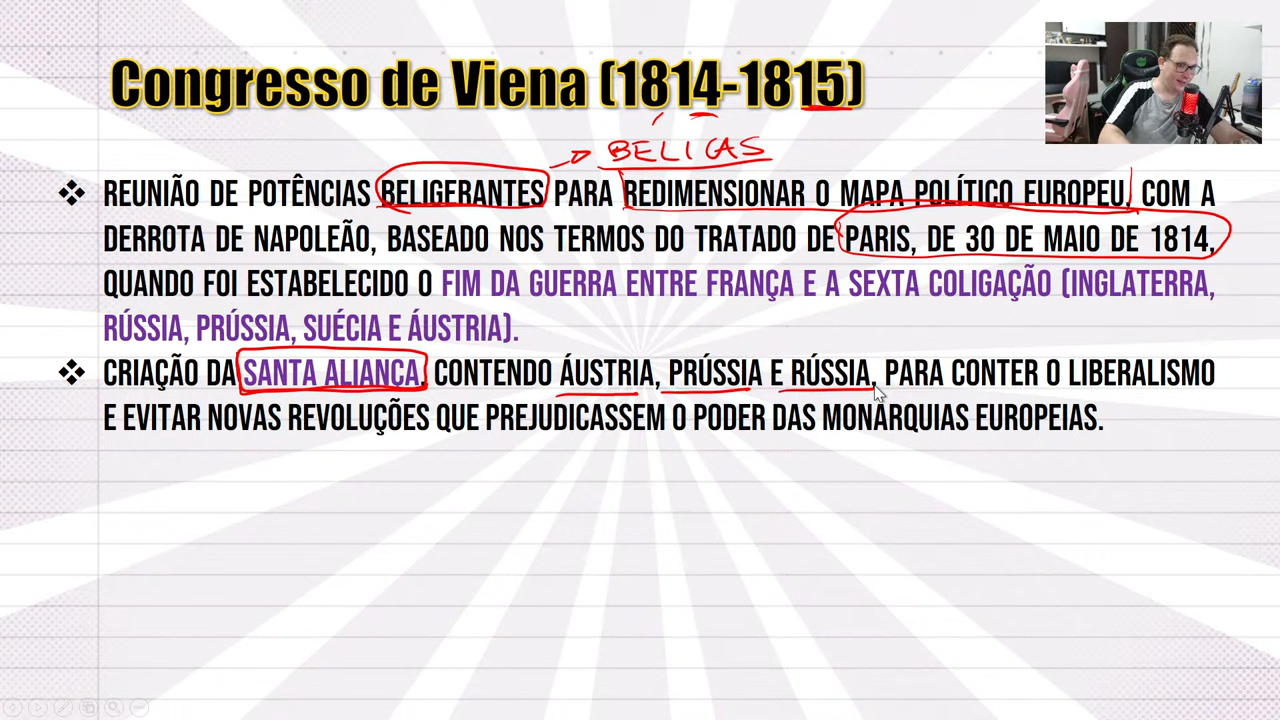 Congresso de Viena (1814-1815)
BELICAS
REUNIÃO DE POTÊNCIAS BELIGERANTES PARA REDIMENSIONAR O MAPA POLÍTICO EUROPEU, COM A
DERROTA DE NAPOLEÃO, BASEADO NOS TERMOS DO TRATADO DE PARIS, DE 30 DE MAIO DE 1814,
QUANDO FOI ESTABELECIDO O FIM DA GUERRA ENTRE FRANÇA E A SEXTA COLIGAÇÃO (INGLATERRA,
RÚSSIA, PRÚSSIA, SUÉCIA E ÁUSTRIA).
CRIAÇÃO DA SANTA ALIANÇA, CONTENDO ÁUSTRIA, PRÚSSIA E RÚSSIA, PARA CONTER O LIBERALISMO
E EVITAR NOVAS REVOLUÇÕES QUE PREJUDICASSEM O PODER DAS MONARQUIAS EUROPEIAS.